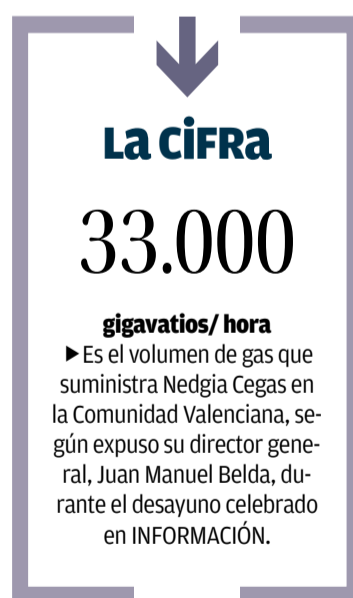 La CiFRa
33.000
gigavatios/ hora
▶Es el volumen de gas que
suministra Nedgia Cegas en
la Comunidad Valenciana, se-
gún expuso su director gene-
ral, Juan Manuel Belda, du-
rante el desayuno celebrado
en INFORMACIÓN.